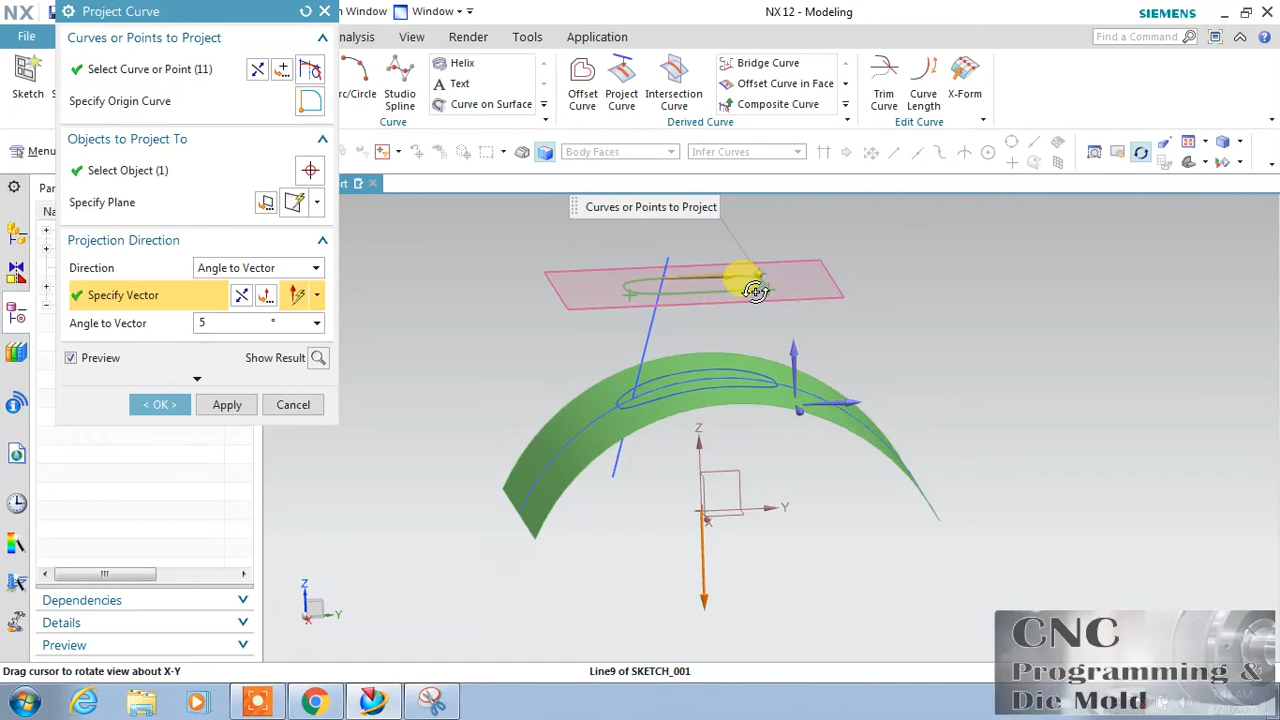 NX
Project Curve
n Window
Window
NX 12 - Modeling
SIEMENS
File
Curves or Points to Project
nalysis
View
Render
Tools
Application
Find a Command
Sketch
Select Curve or Point (11)
Specify Origin Curve
Objects to Project To
Select Object (1)
Specify Plane
Projection Direction
Direction
Angle to Vector
Specify Vector
Angle to Vector
5
°
Preview
Show Result
< OK >
Apply
Cancel
Arc/Circle
Studio Spline
Helix
Text
Curve on Surface
Curve
Offset Curve
Project Curve
Intersection Curve
Bridge Curve
Offset Curve in Face
Composite Curve
Derived Curve
Trim Curve
Curve Length
X-Form
Edit Curve
Menu
Body Faces
Infer Curves
Par
Na
rt
Curves or Points to Project
Z
Y
X
Z
Y
X
Dependencies
Details
Preview
Drag cursor to rotate view about X-Y
Line9 of SKETCH_001
CNC
Programming &
Die Mold